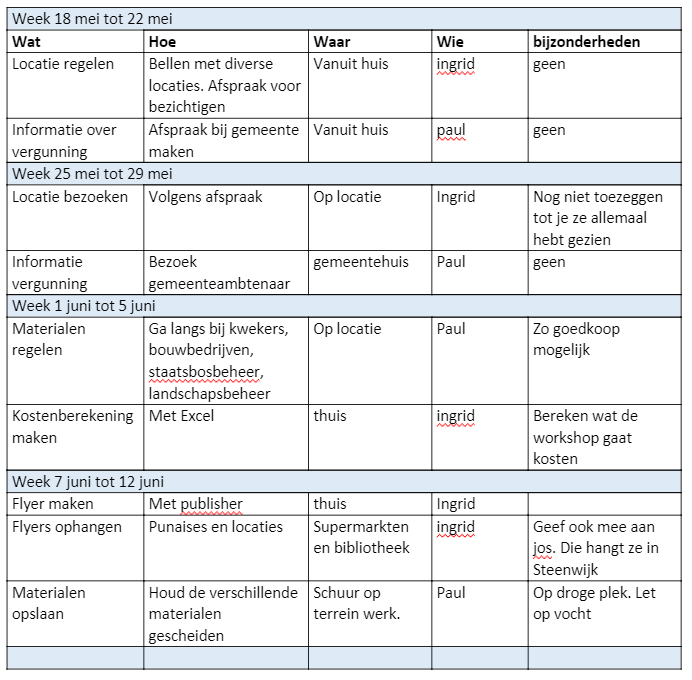 Week 18 mei tot 22 mei
Wat Hoe Waar Wie bijzonderheden
Locatie regelen Bellen met diverse Vanuit huis ingrid geen
locaties. Afspraak voor
bezichtigen
Informatie over Afspraak bij gemeente Vanuit huis paul geen
vergunning maken
Week 25 mei tot 29 mei
Locatie bezoeken Volgens afspraak Op locatie Ingrid Nog niet toezeggen
tot je ze allemaal
hebt gezien
Informatie Bezoek gemeentehuis Paul geen
vergunning gemeenteambtenaar
Week 1 juni tot 5 juni
Materialen Ga langs bij kwekers, Op locatie Paul Zo goedkoop
regelen bouwbedrijven, mogelijk
staatsbosbeheer,
landschapsbeheer
Kostenberekening Met Excel thuis ingrid Bereken wat de
maken workshop gaat
kosten
Week 7 juni tot 12 juni
Flyer maken Met publisher thuis Ingrid
Flyers ophangen Punaises en locaties Supermarkten ingrid Geef ook mee aan
en bibliotheek jos. Die hangt ze in
Steenwijk
Materialen Houd de verschillende Schuur op Paul Op droge plek. Let
opslaan materialen terrein werk. op vocht
gescheiden